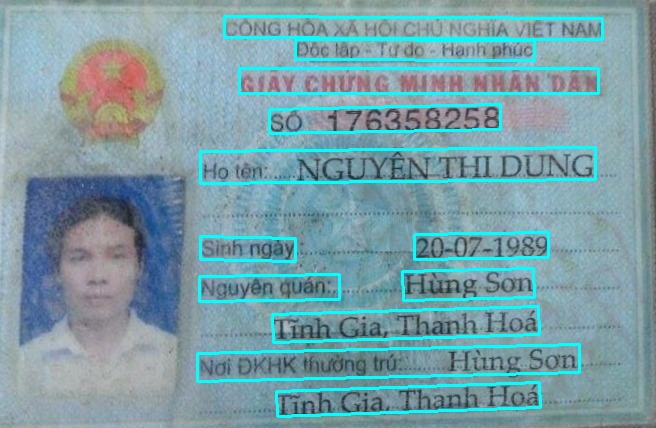 CỘNG HÒA XÃ HỘI CHỦ NGHĨA VIỆT NAM
Độc lập - Tự do - Hạnh phúc
GIẤY CHỨNG MINH NHÂN DÂN
SỐ 176358258
Họ tên: NGUYỄN THỊ DUNG
Sinh ngày 20-07-1989
Nguyên quán: Hùng Sơn
Tĩnh Gia, Thanh Hoá
Nơi ĐKHK thường trú: Hùng Sơn
Tĩnh Gia, Thanh Hoá